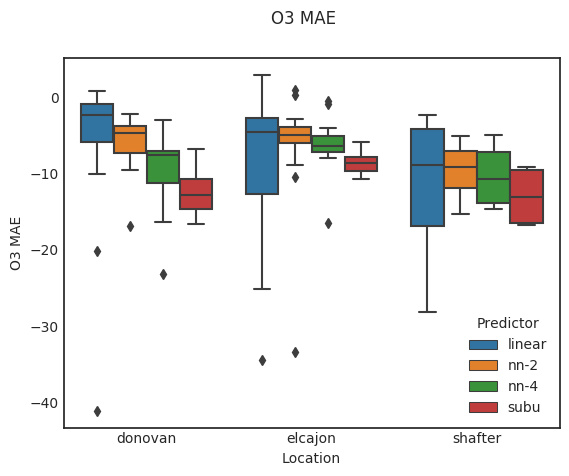 O3 MAE
O3 MAE
0
−10
−20
−30
−40
donovan
elcajon
shafter
Location
Predictor
linear
nn-2
nn-4
subu